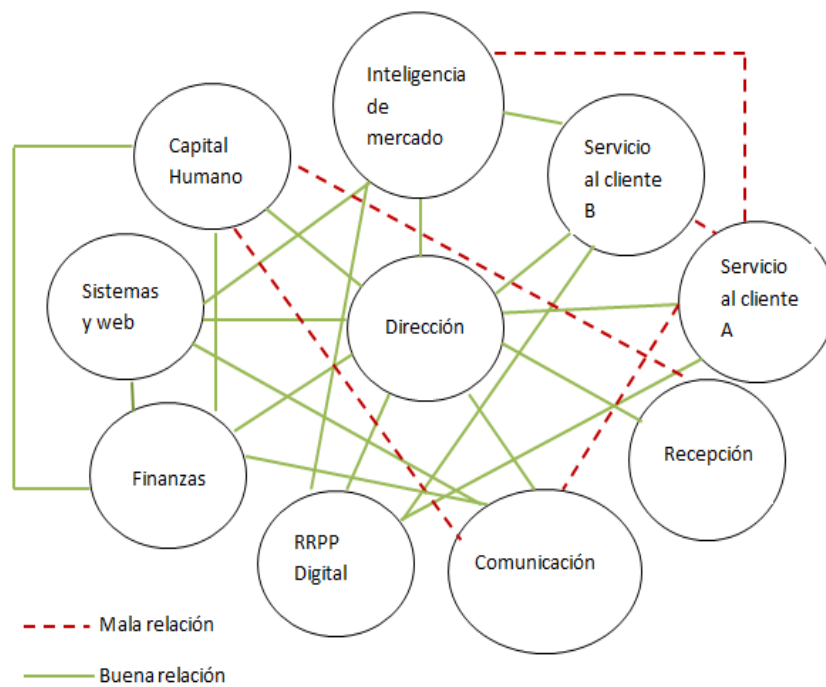 Inteligencia
de
mercado
Capital
Humano
Servicio
al cliente
B
Servicio
al cliente
A
Sistemas
y web
Dirección
Recepción
Finanzas
RRPP
Digital
Comunicación
Mala relación
Buena relación